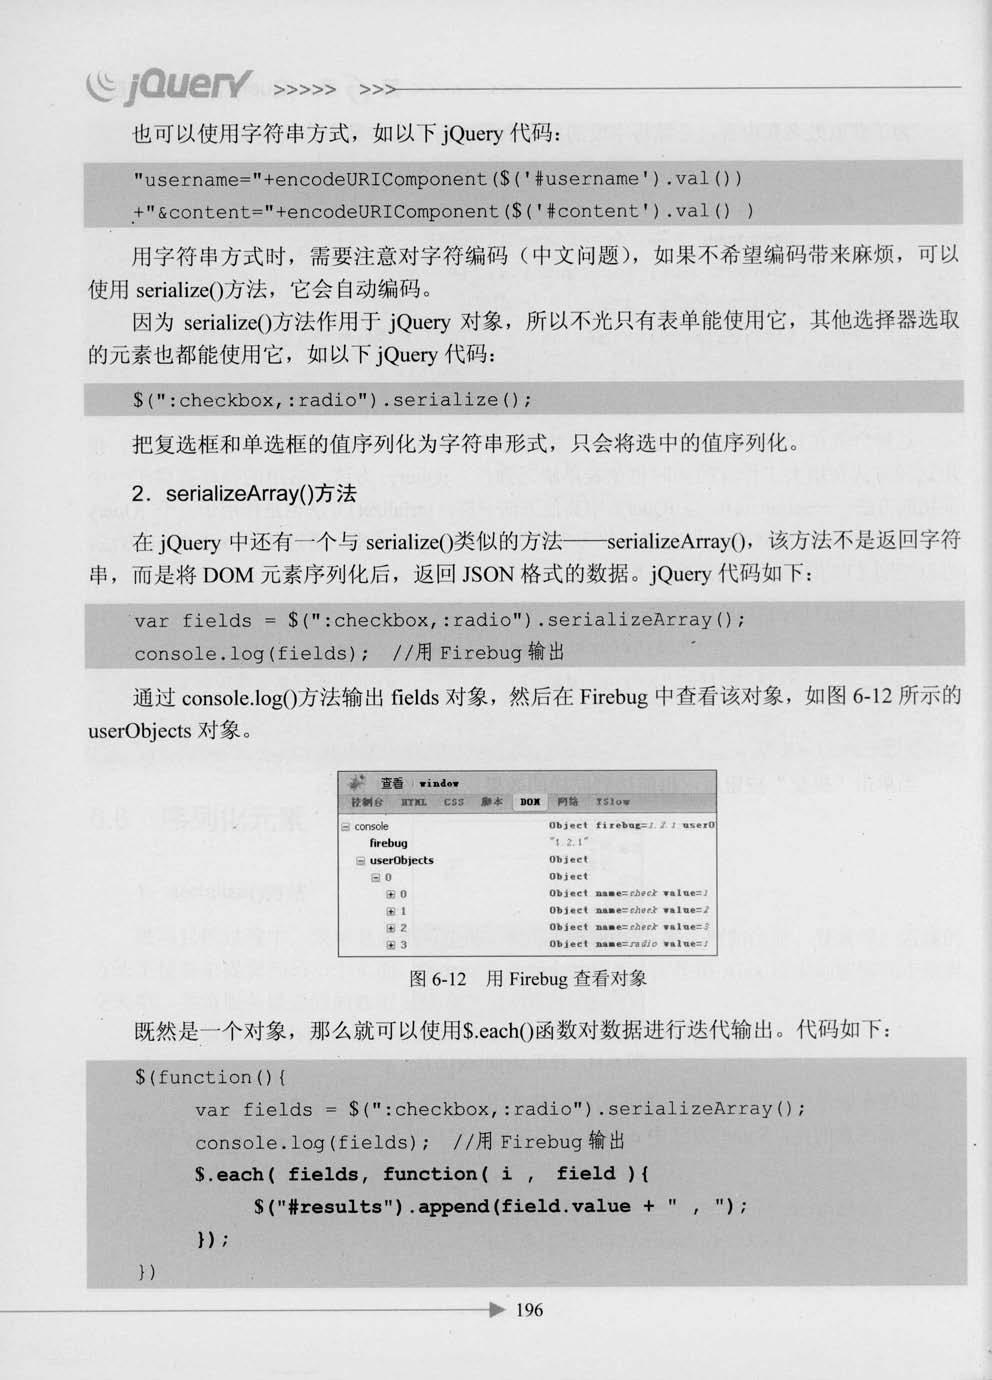 jQuery >>>>> >>>
也可以使用字符串方式，如以下 jQuery 代码：
"username="+encodeURIComponent($('#username').val())
+"&content="+encodeURIComponent($('#content').val() )
用字符串方式时，需要注意对字符编码（中文问题），如果不希望编码带来麻烦，可以
使用 serialize()方法，它会自动编码。
因为 serialize()方法作用于 jQuery 对象，所以不光只有表单能使用它，其他选择器选取
的元素也都能使用它，如以下 jQuery 代码：
$(":checkbox,:radio").serialize();
把复选框和单选框的值序列化为字符串形式，只会将选中的值序列化。
2．serializeArray()方法
在 jQuery 中还有一个与 serialize()类似的方法——serializeArray()，该方法不是返回字符
串，而是将 DOM 元素序列化后，返回 JSON 格式的数据。jQuery 代码如下：
var fields = $(":checkbox,:radio").serializeArray();
console.log(fields); //用 Firebug 输出
通过 console.log()方法输出 fields 对象，然后在 Firebug 中查看该对象，如图 6-12 所示的
userObjects 对象。
查看 window
控制台 HTML CSS 脚本 DOM 网络 YSlow
console Object firebug=1.2.1 userO
firebug "1.2.1"
userObjects Object
0 Object
0 Object name=check value=1
1 Object name=check value=2
2 Object name=check value=3
3 Object name=radio value=1
图 6-12 用 Firebug 查看对象
既然是一个对象，那么就可以使用$.each()函数对数据进行迭代输出。代码如下：
$(function(){
var fields = $(":checkbox,:radio").serializeArray();
console.log(fields); //用 Firebug 输出
$.each( fields, function( i , field ){
$("#results").append(field.value + " , ");
});
})
196